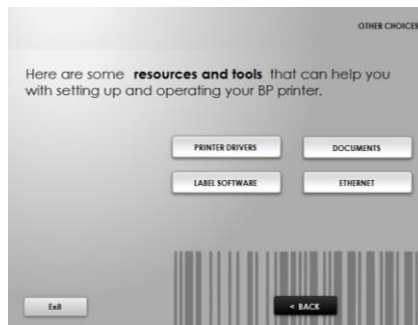 OTHER CHOICES
Here are some resources and tools that can help you
with setting up and operating your BP printer.
PRINTER DRIVERS
DOCUMENTS
LABEL SOFTWARE
ETHERNET
Exit
< BACK